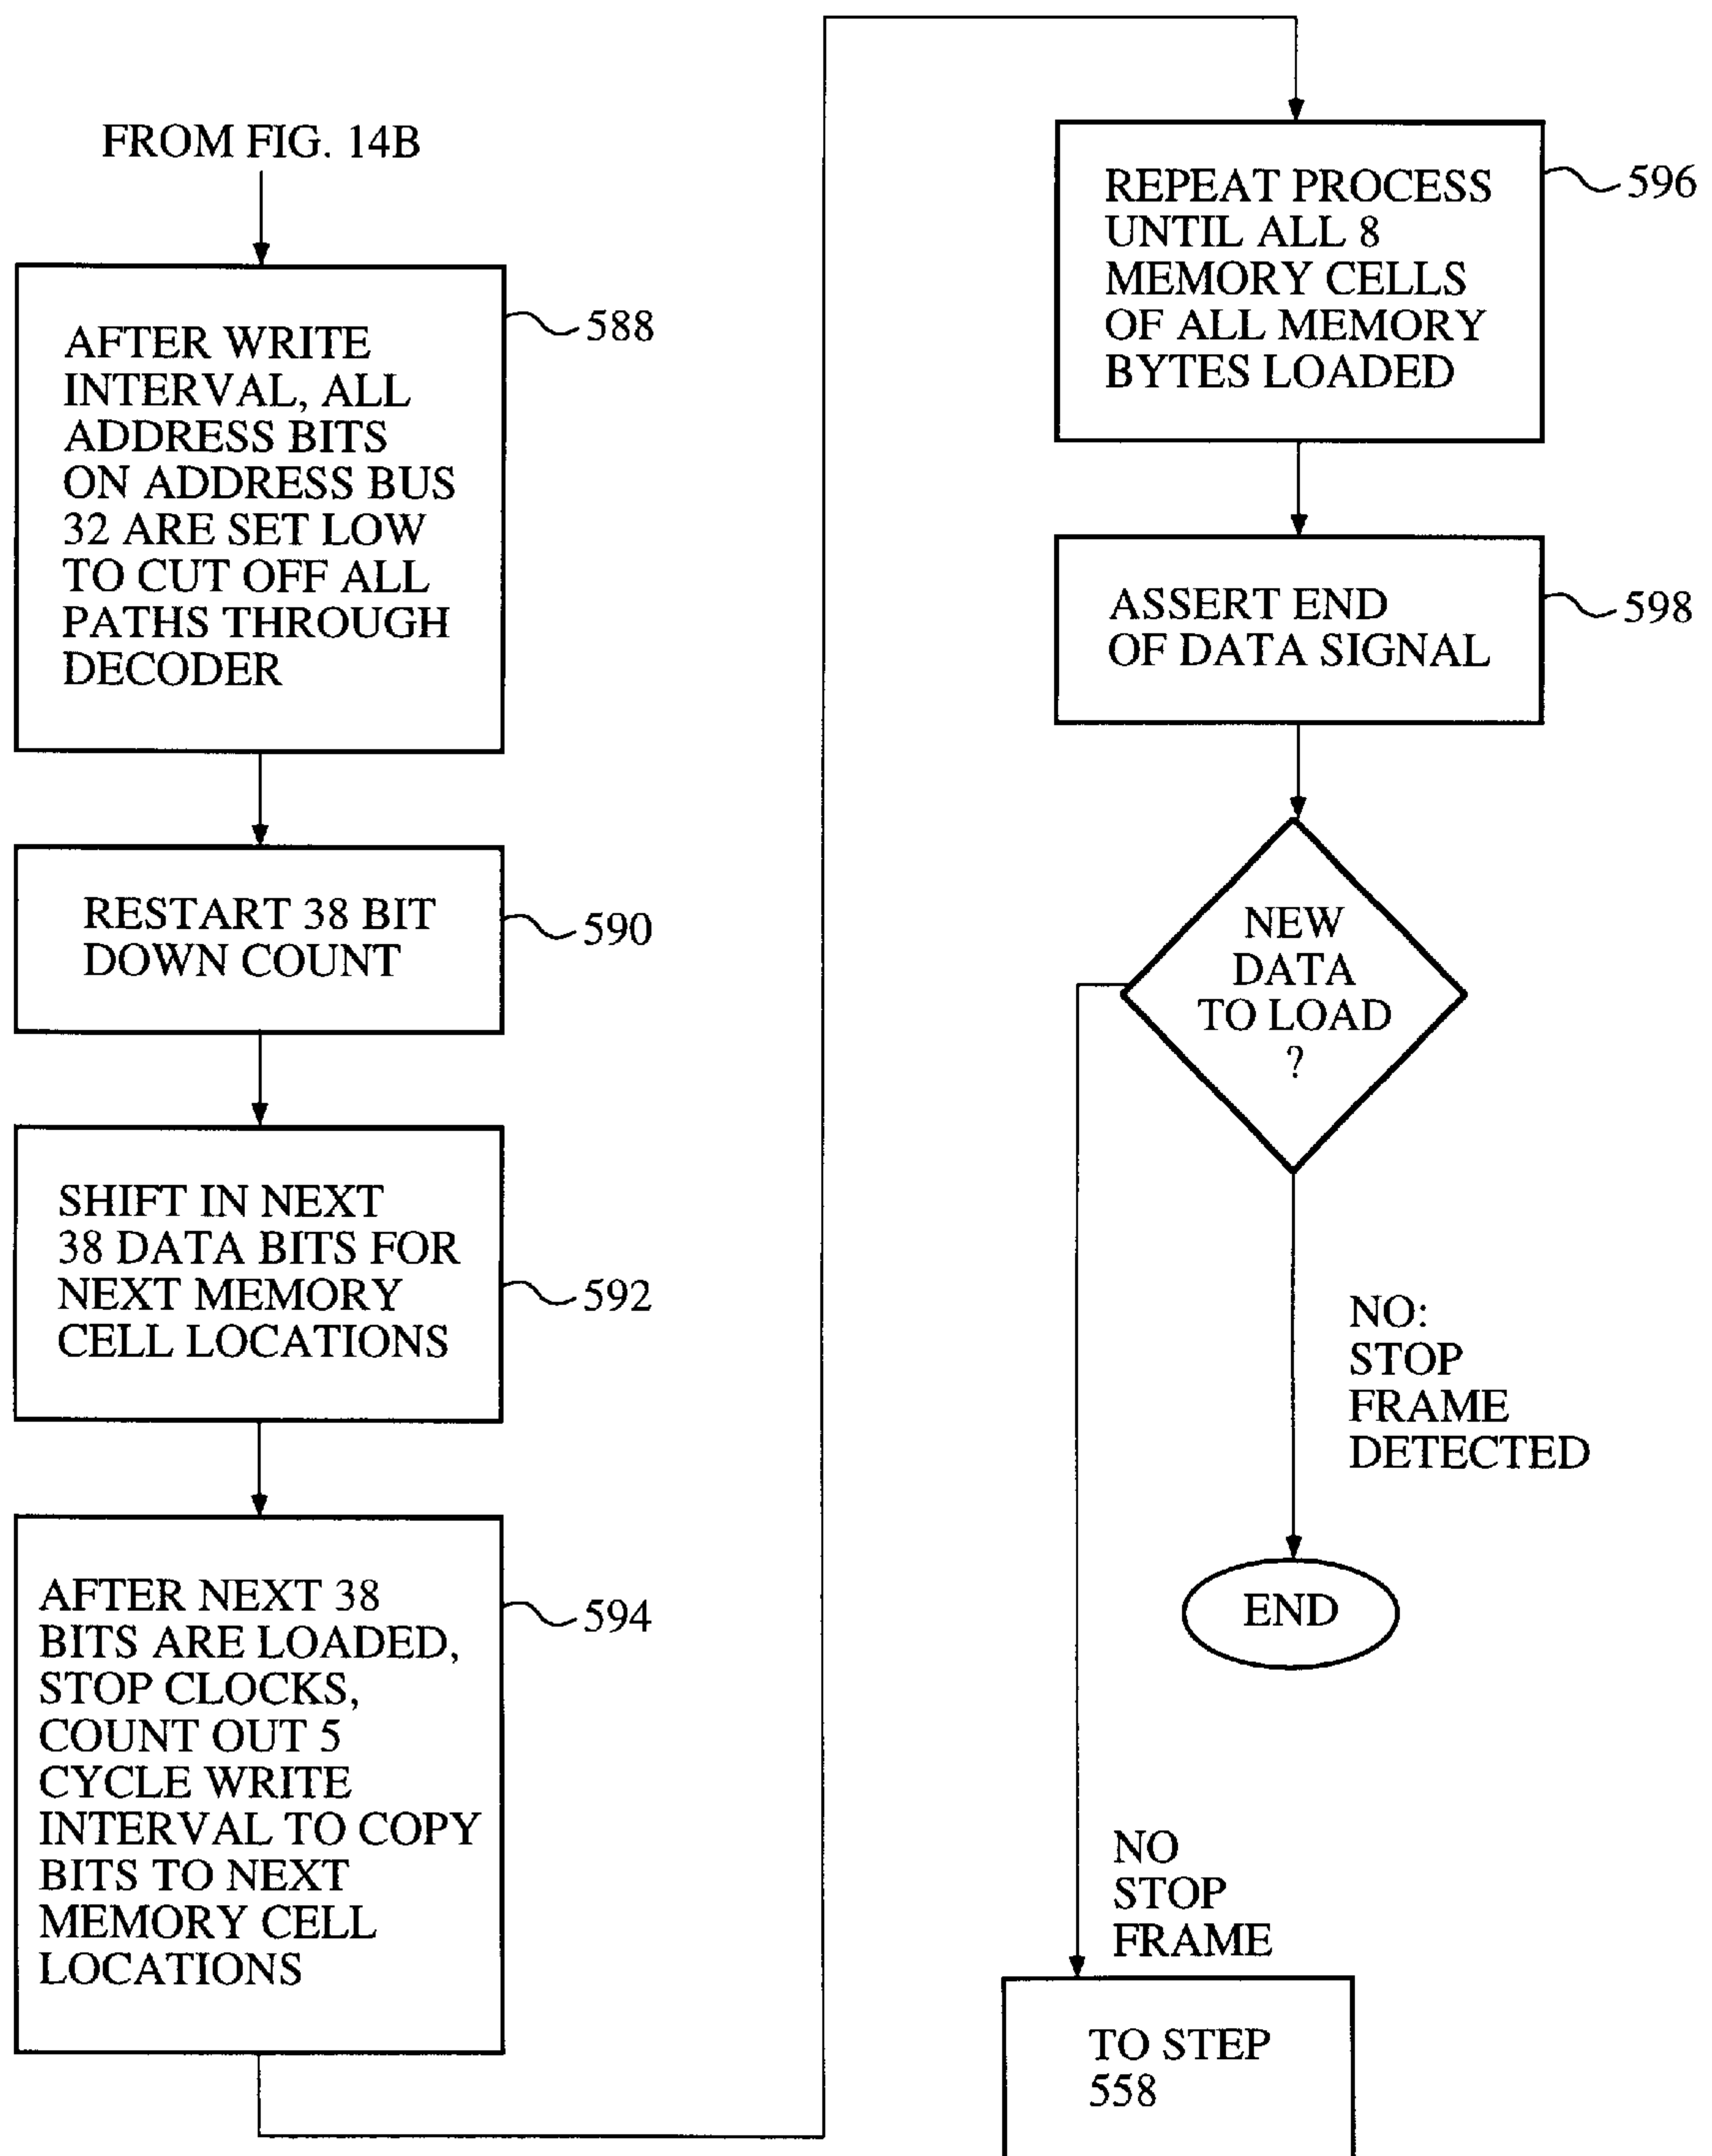 FROM FIG. 14B
AFTER WRITE
INTERVAL, ALL
ADDRESS BITS
ON ADDRESS BUS
32 ARE SET LOW
TO CUT OFF ALL
PATHS THROUGH
DECODER
588
RESTART 38 BIT
DOWN COUNT
590
SHIFT IN NEXT
38 DATA BITS FOR
NEXT MEMORY
CELL LOCATIONS
592
AFTER NEXT 38
BITS ARE LOADED,
STOP CLOCKS,
COUNT OUT 5
CYCLE WRITE
INTERVAL TO COPY
BITS TO NEXT
MEMORY CELL
LOCATIONS
594
REPEAT PROCESS
UNTIL ALL 8
MEMORY CELLS
OF ALL MEMORY
BYTES LOADED
596
ASSERT END
OF DATA SIGNAL
598
NEW
DATA
TO LOAD
?
NO:
STOP
FRAME
DETECTED
END
NO
STOP
FRAME
TO STEP
558